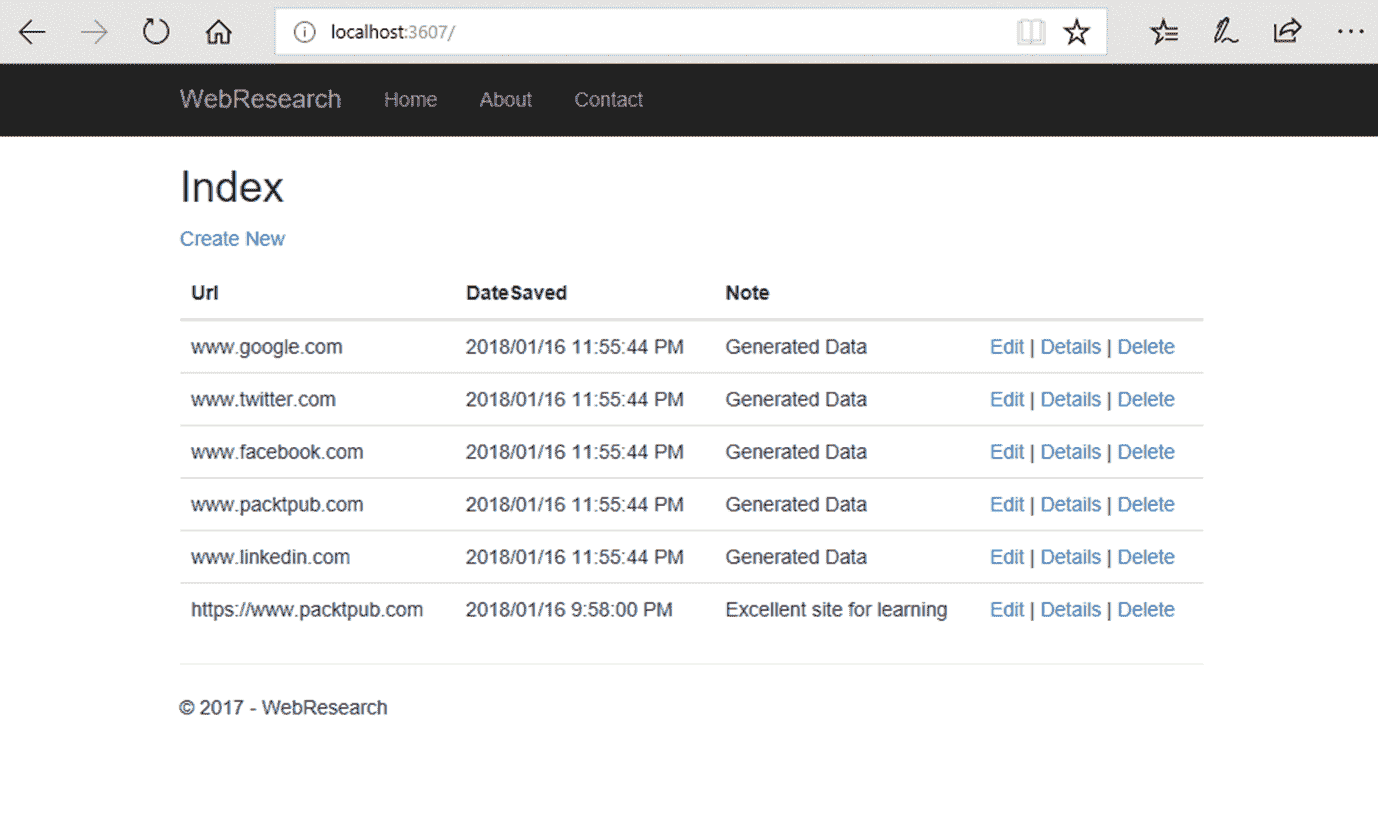 localhost:3607/
WebResearch Home About Contact
Index
Create New
Url DateSaved Note
www.google.com 2018/01/16 11:55:44 PM Generated Data Edit | Details | Delete
www.twitter.com 2018/01/16 11:55:44 PM Generated Data Edit | Details | Delete
www.facebook.com 2018/01/16 11:55:44 PM Generated Data Edit | Details | Delete
www.packtpub.com 2018/01/16 11:55:44 PM Generated Data Edit | Details | Delete
www.linkedin.com 2018/01/16 11:55:44 PM Generated Data Edit | Details | Delete
https://www.packtpub.com 2018/01/16 9:58:00 PM Excellent site for learning Edit | Details | Delete
© 2017 - WebResearch